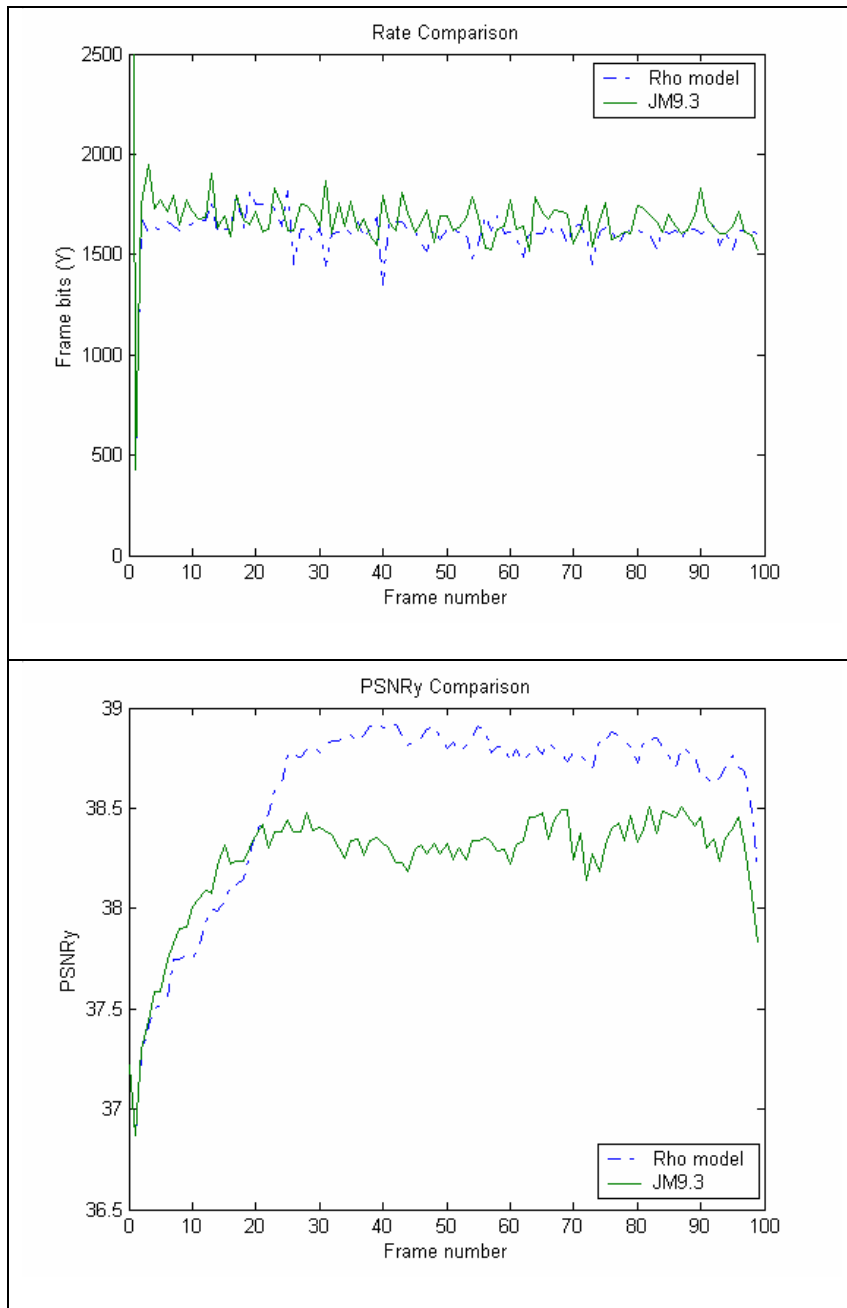 Rate Comparison
2500
2000
1500
1000
500
0
Frame bits (Y)
Rho model
JM9.3
0 10 20 30 40 50 60 70 80 90 100
Frame number
PSNRy Comparison
39
38.5
38
37.5
37
36.5
PSNRy
Rho model
JM9.3
0 10 20 30 40 50 60 70 80 90 100
Frame number